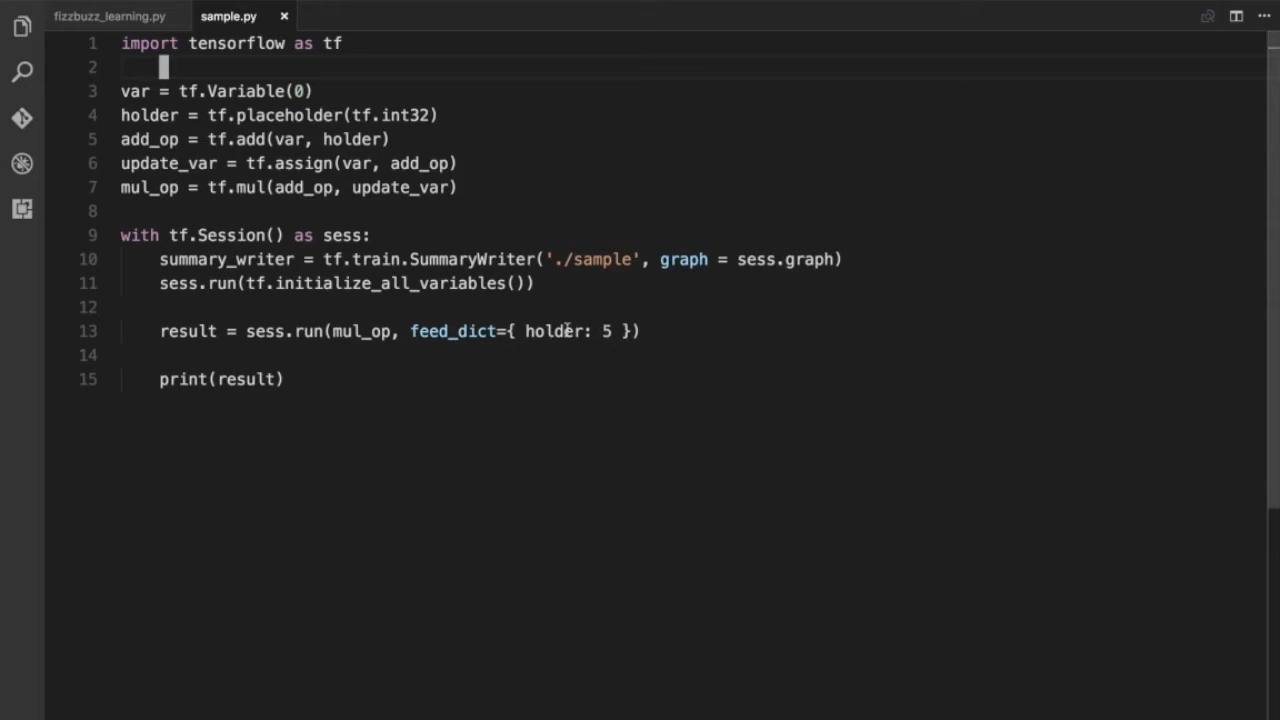 fizzbuzz_learning.py sample.py ×
1 import tensorflow as tf
2
3 var = tf.Variable(0)
4 holder = tf.placeholder(tf.int32)
5 add_op = tf.add(var, holder)
6 update_var = tf.assign(var, add_op)
7 mul_op = tf.mul(add_op, update_var)
8
9 with tf.Session() as sess:
10 summary_writer = tf.train.SummaryWriter('./sample', graph = sess.graph)
11 sess.run(tf.initialize_all_variables())
12
13 result = sess.run(mul_op, feed_dict={ holder: 5 })
14
15 print(result)